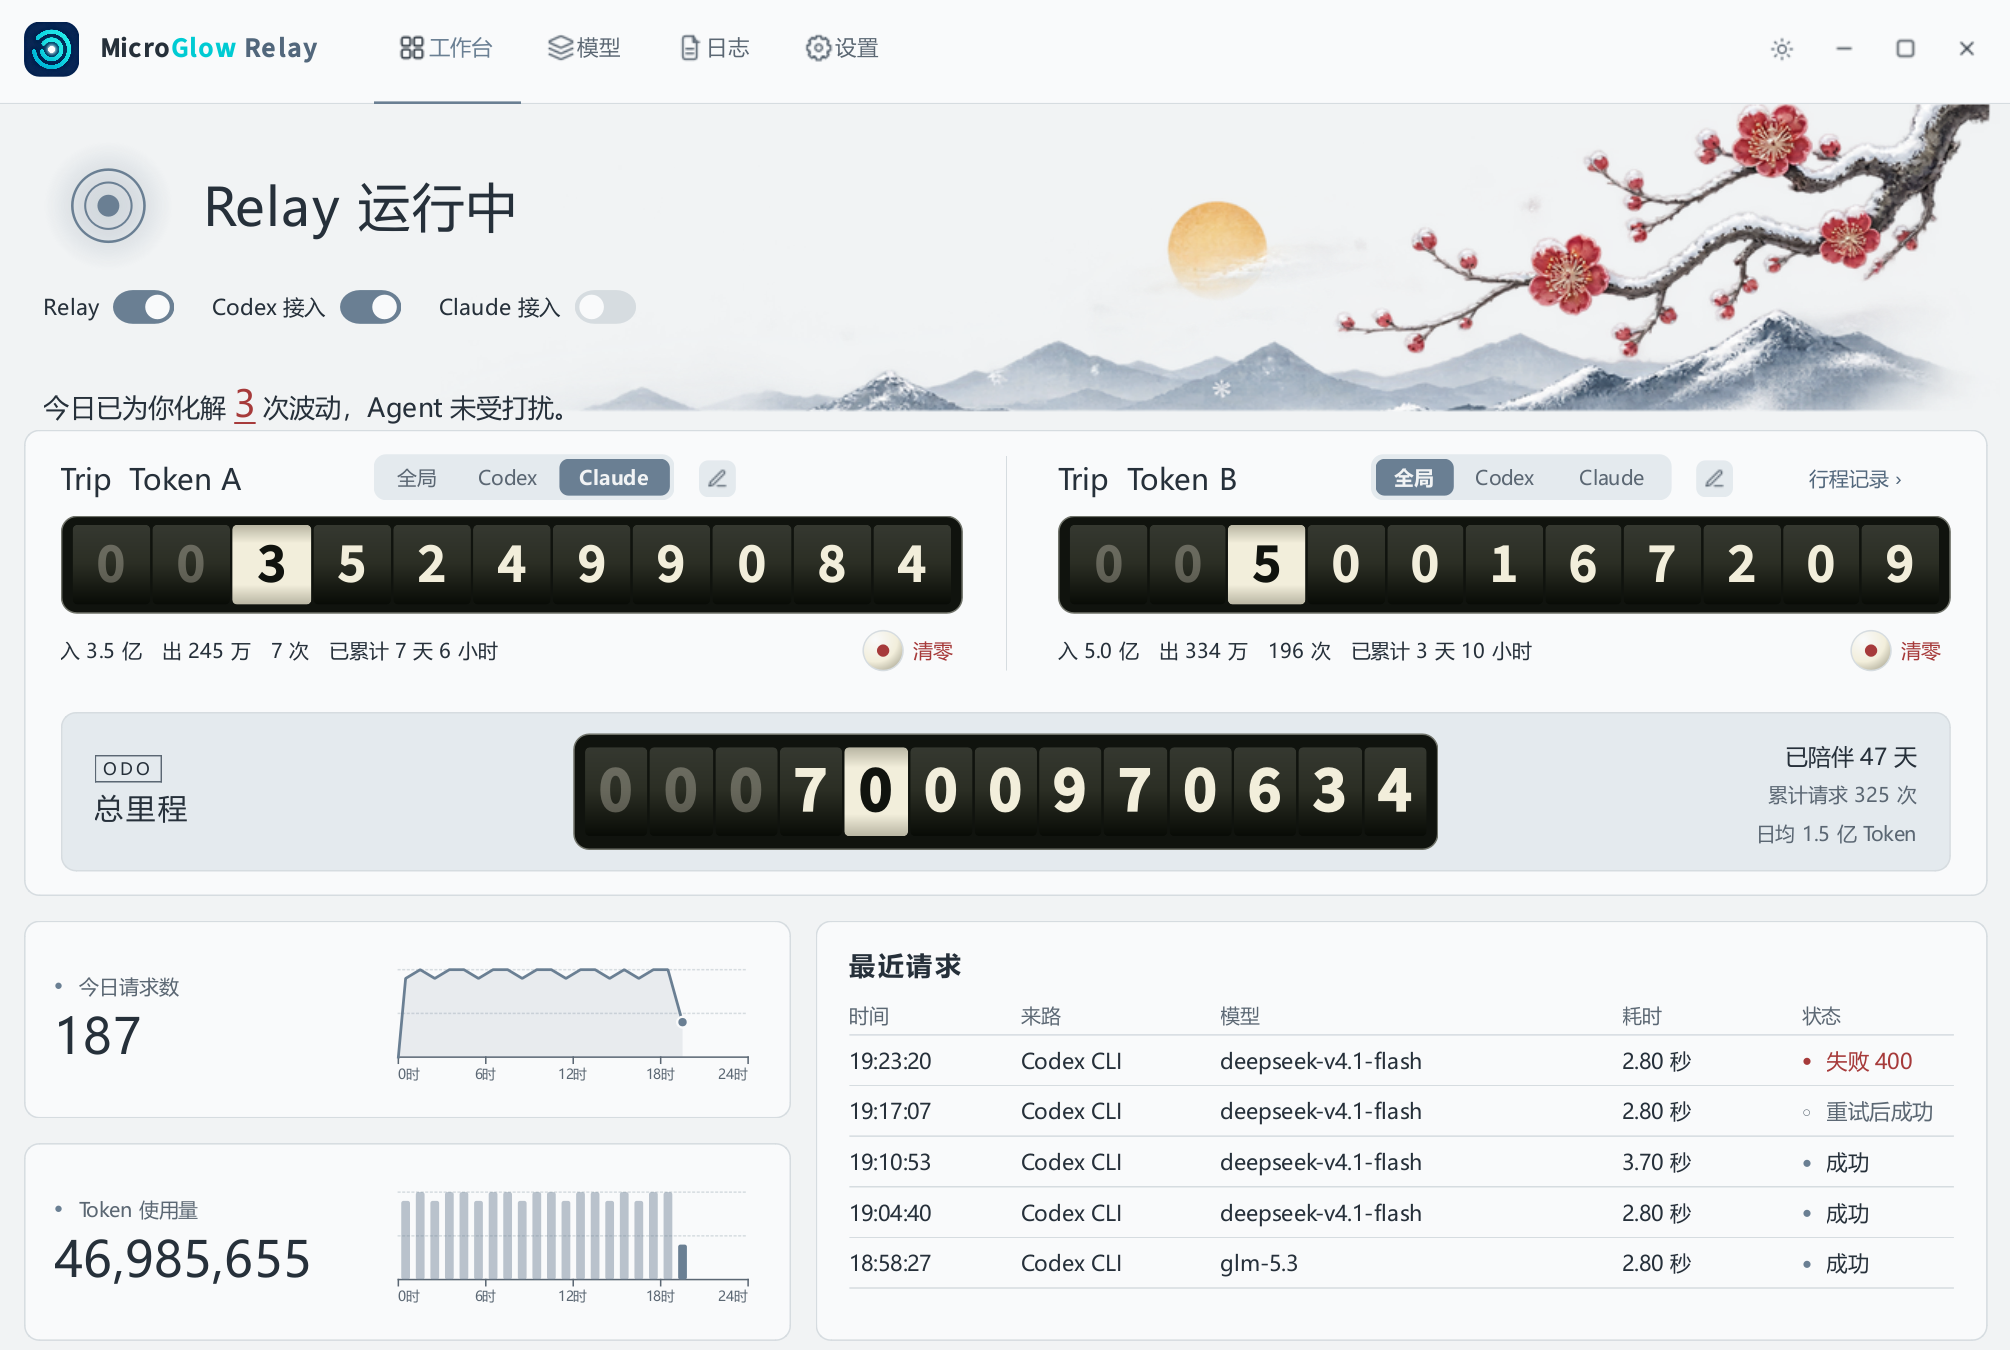 MicroGlow Relay 工作台 模型 日志 设置
Relay 运行中
Relay Codex 接入 Claude 接入
今日已为你化解 3 次波动，Agent 未受打扰。
Trip Token A 全局 Codex Claude
0 0 3 5 2 4 9 9 0 8 4
入 3.5 亿 出 245 万 7 次 已累计 7 天 6 小时 清零
Trip Token B 全局 Codex Claude 行程记录 ›
0 0 5 0 0 1 6 7 2 0 9
入 5.0 亿 出 334 万 196 次 已累计 3 天 10 小时 清零
ODO
总里程
0 0 0 7 0 0 0 9 7 0 6 3 4
已陪伴 47 天
累计请求 325 次
日均 1.5 亿 Token
今日请求数
187
0时 6时 12时 18时 24时
Token 使用量
46,985,655
0时 6时 12时 18时 24时
最近请求
时间 来路 模型 耗时 状态
19:23:20 Codex CLI deepseek-v4.1-flash 2.80 秒 失败 400
19:17:07 Codex CLI deepseek-v4.1-flash 2.80 秒 重试后成功
19:10:53 Codex CLI deepseek-v4.1-flash 3.70 秒 成功
19:04:40 Codex CLI deepseek-v4.1-flash 2.80 秒 成功
18:58:27 Codex CLI glm-5.3 2.80 秒 成功